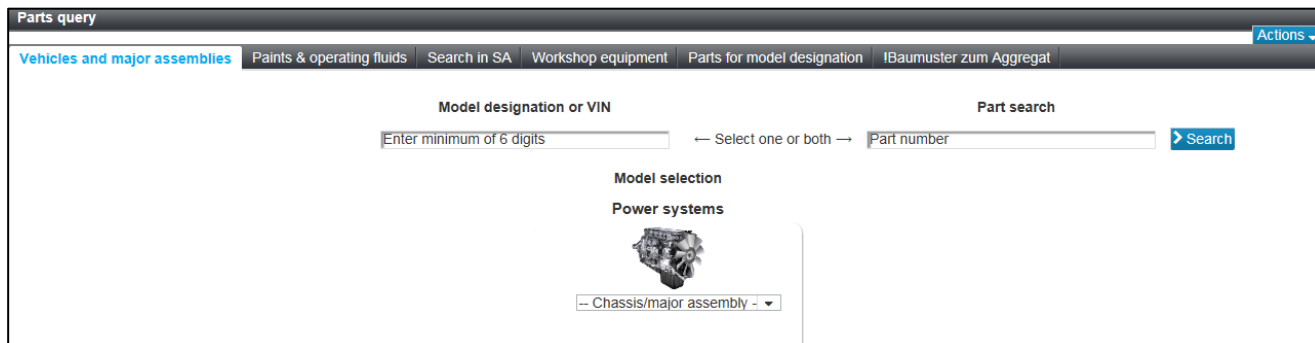 Parts query
Actions
Vehicles and major assemblies Paints & operating fluids Search in SA Workshop equipment Parts for model designation !Baumuster zum Aggregat
Model designation or VIN Part search
Enter minimum of 6 digits ← Select one or both → Part number Search
Model selection
Power systems
-- Chassis/major assembly -